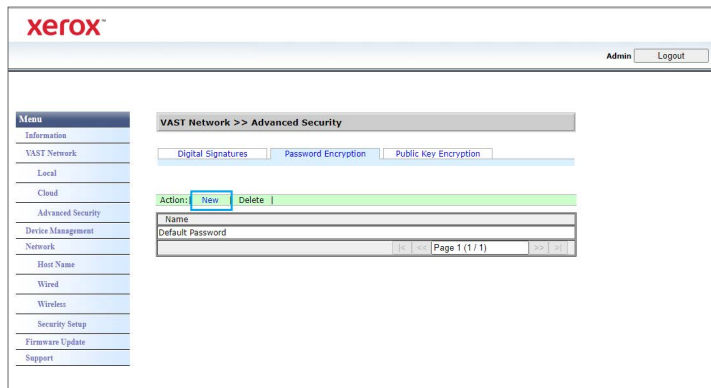 xerox™
Admin Logout
Menu
Information
VAST Network
Local
Cloud
Advanced Security
Device Management
Network
Host Name
Wired
Wireless
Security Setup
Firmware Update
Support
VAST Network >> Advanced Security
Digital Signatures Password Encryption Public Key Encryption
Action: | New | Delete |
Name
Default Password
|< << Page 1 (1 / 1) >> >|